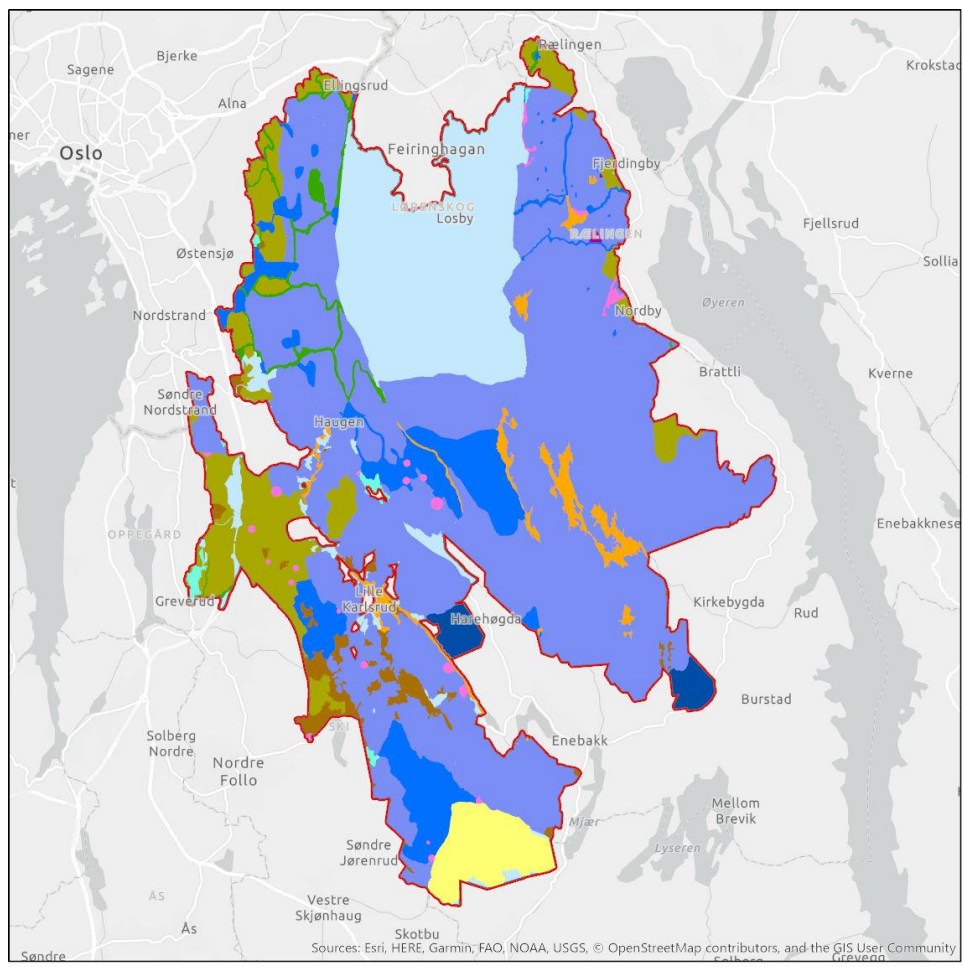 Rælingen
Bjerke
Sagene
Krokstad
Ellingsrud
Alna
Oslo
Feiringhagan
Fjerdingby
LØRENSKOG
Losby
Fjellsrud
RÆLINGEN
Østensjø
Sollia
Øyeren
Nordstrand
Nordby
Brattli
Kverne
Søndre
Nordstrand
Haugen
Enebakknese
OPPEGÅRD
Lille
Karlsrud
Greverud
Kirkebygda
Rud
Harehøgda
Burstad
SKI
Solberg
Nordre
Enebakk
Nordre
Follo
Mellom
Brevik
Mjær
Søndre
Jørenrud
Lyseren
Vestre
Skjønhaug
ÅS
Ås
Skotbu
Sources: Esri, HERE, Garmin, FAO, NOAA, USGS, © OpenStreetMap contributors, and the GIS User Community
Søndre